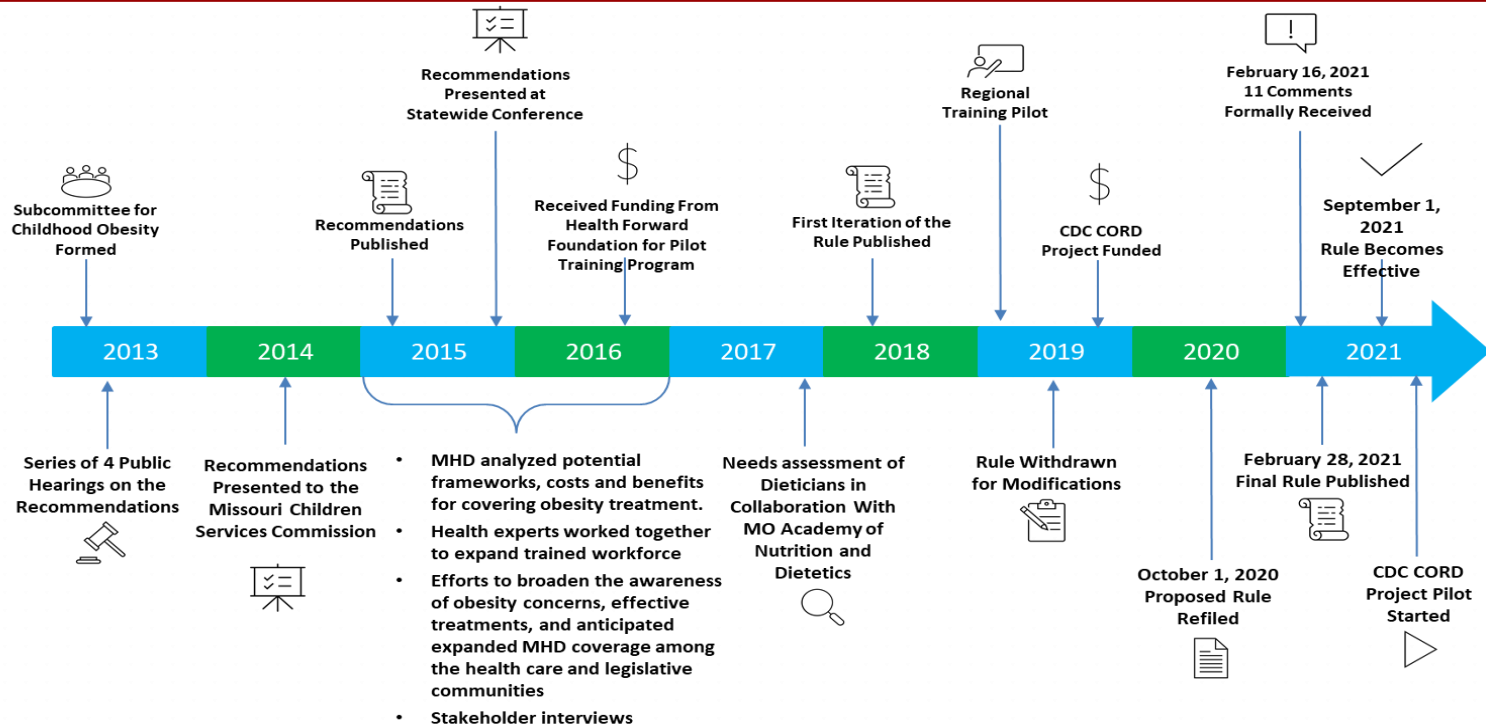 Subcommittee for
Childhood Obesity
Formed
Recommendations
Published
Recommendations
Presented at
Statewide Conference
$
Received Funding From
Health Forward
Foundation for Pilot
Training Program
First Iteration of the
Rule Published
Regional
Training Pilot
$
CDC CORD
Project Funded
!
February 16, 2021
11 Comments
Formally Received
September 1,
2021
Rule Becomes
Effective
2013
2014
2015
2016
2017
2018
2019
2020
2021
Series of 4 Public
Hearings on the
Recommendations
Recommendations
Presented to the
Missouri Children
Services Commission
• MHD analyzed potential
frameworks, costs and benefits
for covering obesity treatment.
• Health experts worked together
to expand trained workforce
• Efforts to broaden the awareness
of obesity concerns, effective
treatments, and anticipated
expanded MHD coverage among
the health care and legislative
communities
• Stakeholder interviews
Needs assessment of
Dieticians in
Collaboration With
MO Academy of
Nutrition and
Dietetics
Rule Withdrawn
for Modifications
October 1, 2020
Proposed Rule
Refiled
February 28, 2021
Final Rule Published
CDC CORD
Project Pilot
Started